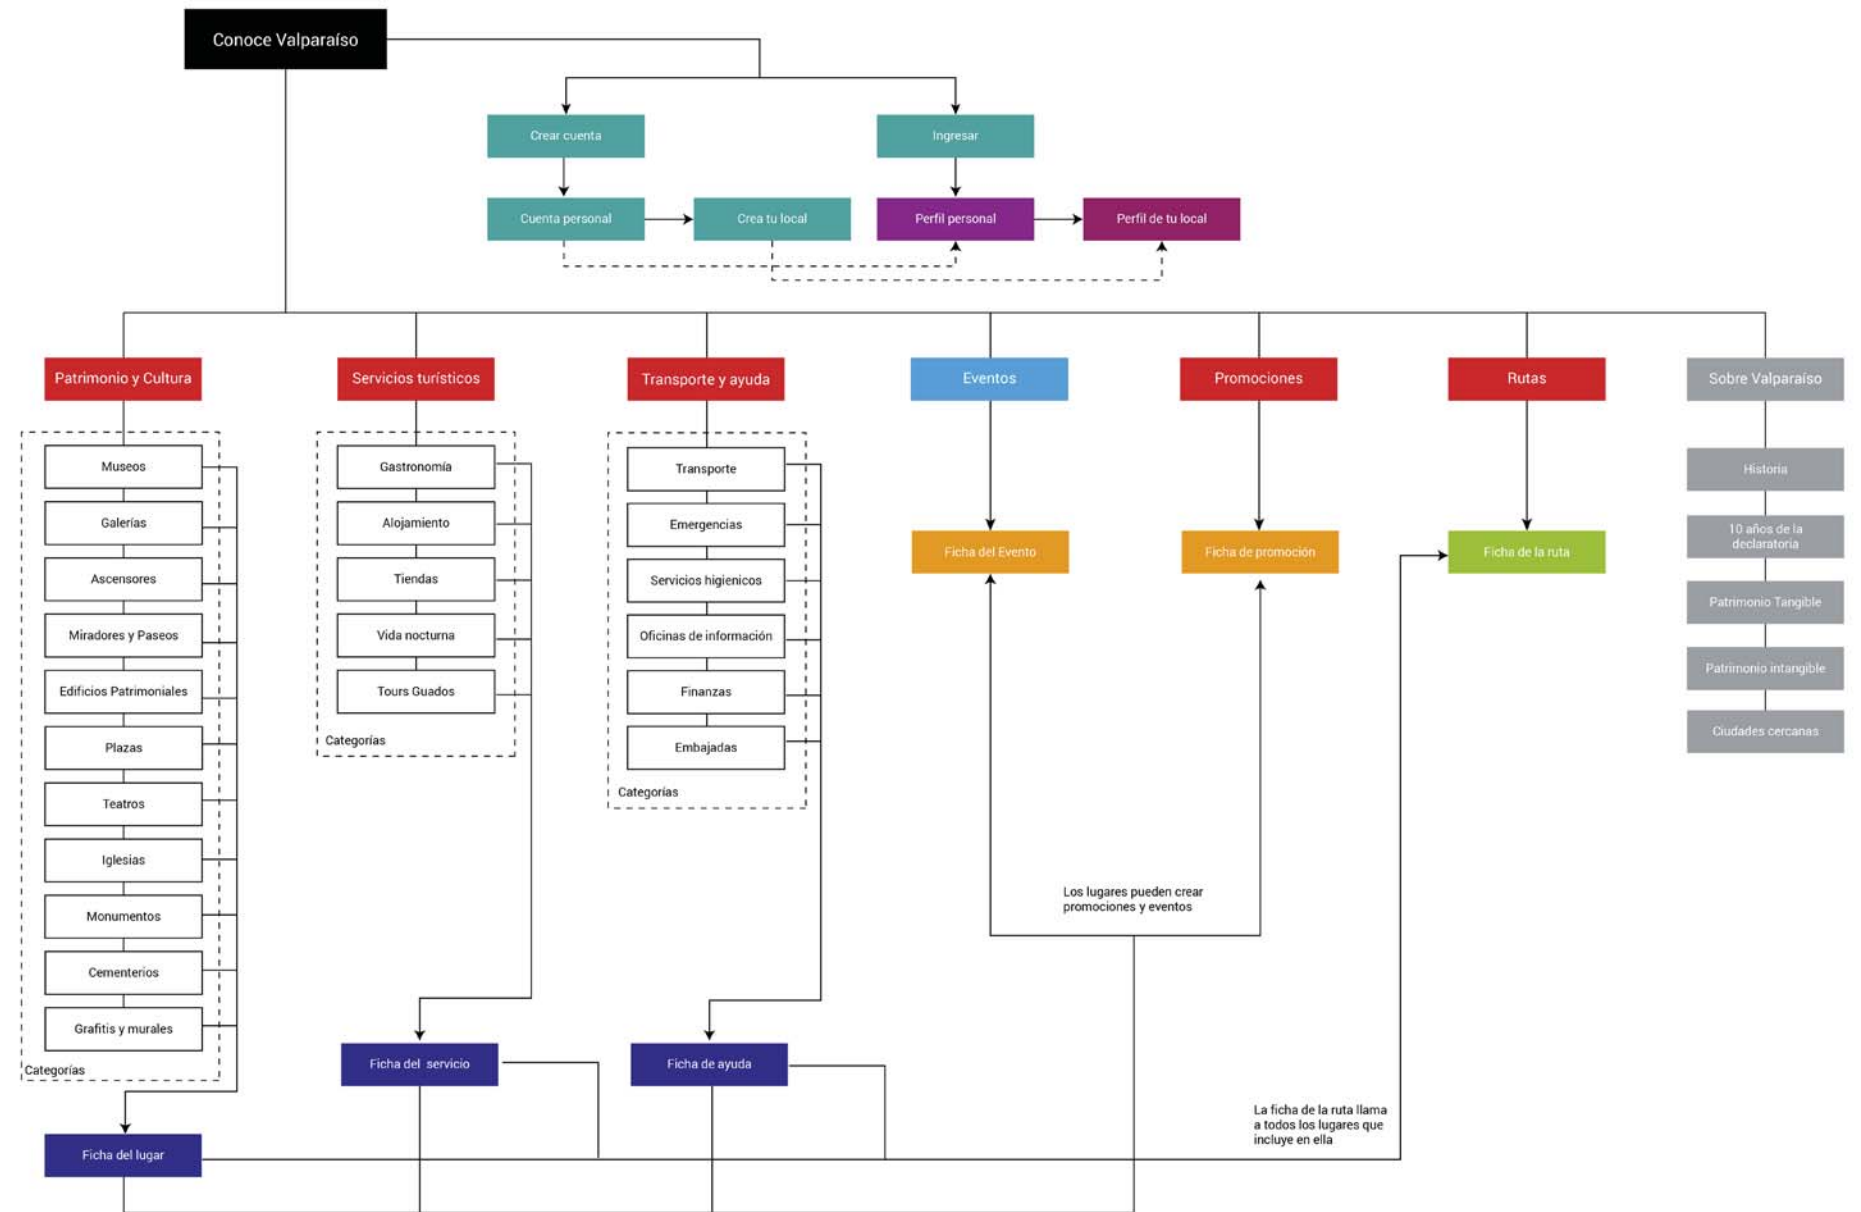 Conoce Valparaíso
Crear cuenta
Ingresar
Cuenta personal
Crea tu local
Perfil personal
Perfil de tu local
Patrimonio y Cultura
Servicios turísticos
Transporte y ayuda
Eventos
Promociones
Rutas
Sobre Valparaíso
Museos
Galerías
Ascensores
Miradores y Paseos
Edificios Patrimoniales
Plazas
Teatros
Iglesias
Monumentos
Cementerios
Grafitis y murales
Categorías
Gastronomía
Alojamiento
Tiendas
Vida nocturna
Tours Guados
Categorías
Transporte
Emergencias
Servicios higienicos
Oficinas de información
Finanzas
Embajadas
Categorías
Ficha del Evento
Ficha de promoción
Ficha de la ruta
Historia
10 años de la
declaratoria
Patrimonio Tangible
Patrimonio intangible
Ciudades cercanas
Los lugares pueden crear
promociones y eventos
Ficha del servicio
Ficha de ayuda
La ficha de la ruta llama
a todos los lugares que
incluye en ella
Ficha del lugar